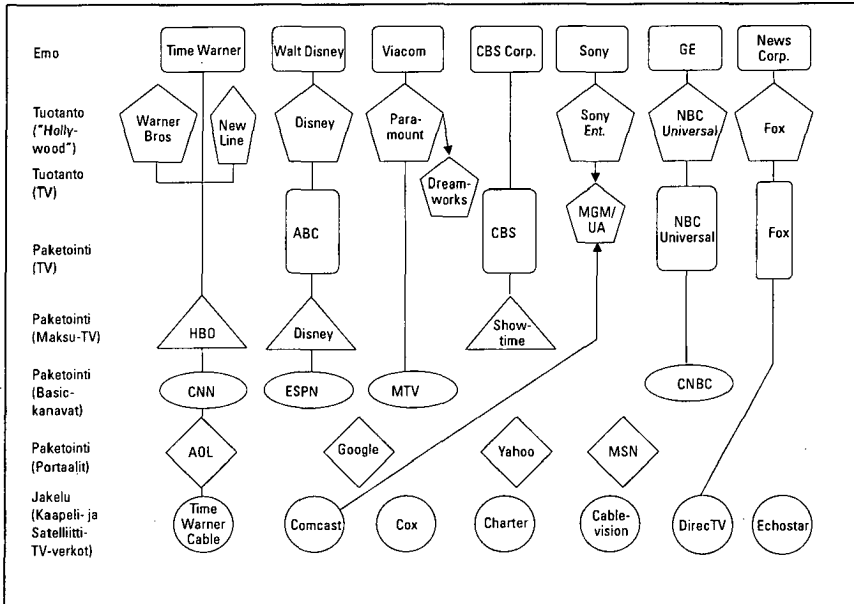 Emo
Time Warner
Walt Disney
Viacom
CBS Corp.
Sony
GE
News
Corp.
Tuotanto
("Holly-
wood")
Warner
Bros
New
Line
Disney
Para-
mount
Sony
Ent.
NBC
Universal
Fox
Tuotanto
(TV)
Dream-
works
ABC
CBS
MGM/
UA
NBC
Universal
Fox
Paketointi
(TV)
Paketointi
(Maksu-TV)
HBO
Disney
Show-
time
Paketointi
(Basic-
kanavat)
CNN
ESPN
MTV
CNBC
Paketointi
(Portaalit)
AOL
Google
Yahoo
MSN
Jakelu
(Kaapeli- ja
Satelliitti-
TV-verkot)
Time
Warner
Cable
Comcast
Cox
Charter
Cable-
vision
DirecTV
Echostar